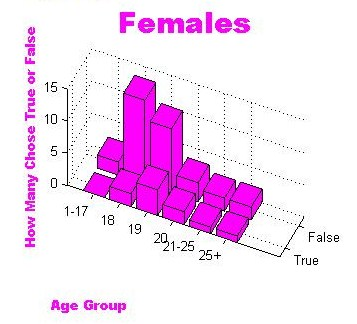 Females
How Many Chose True or False
15
10
5
0
1-17
18
19
20
21-25
25+
False
True
Age Group